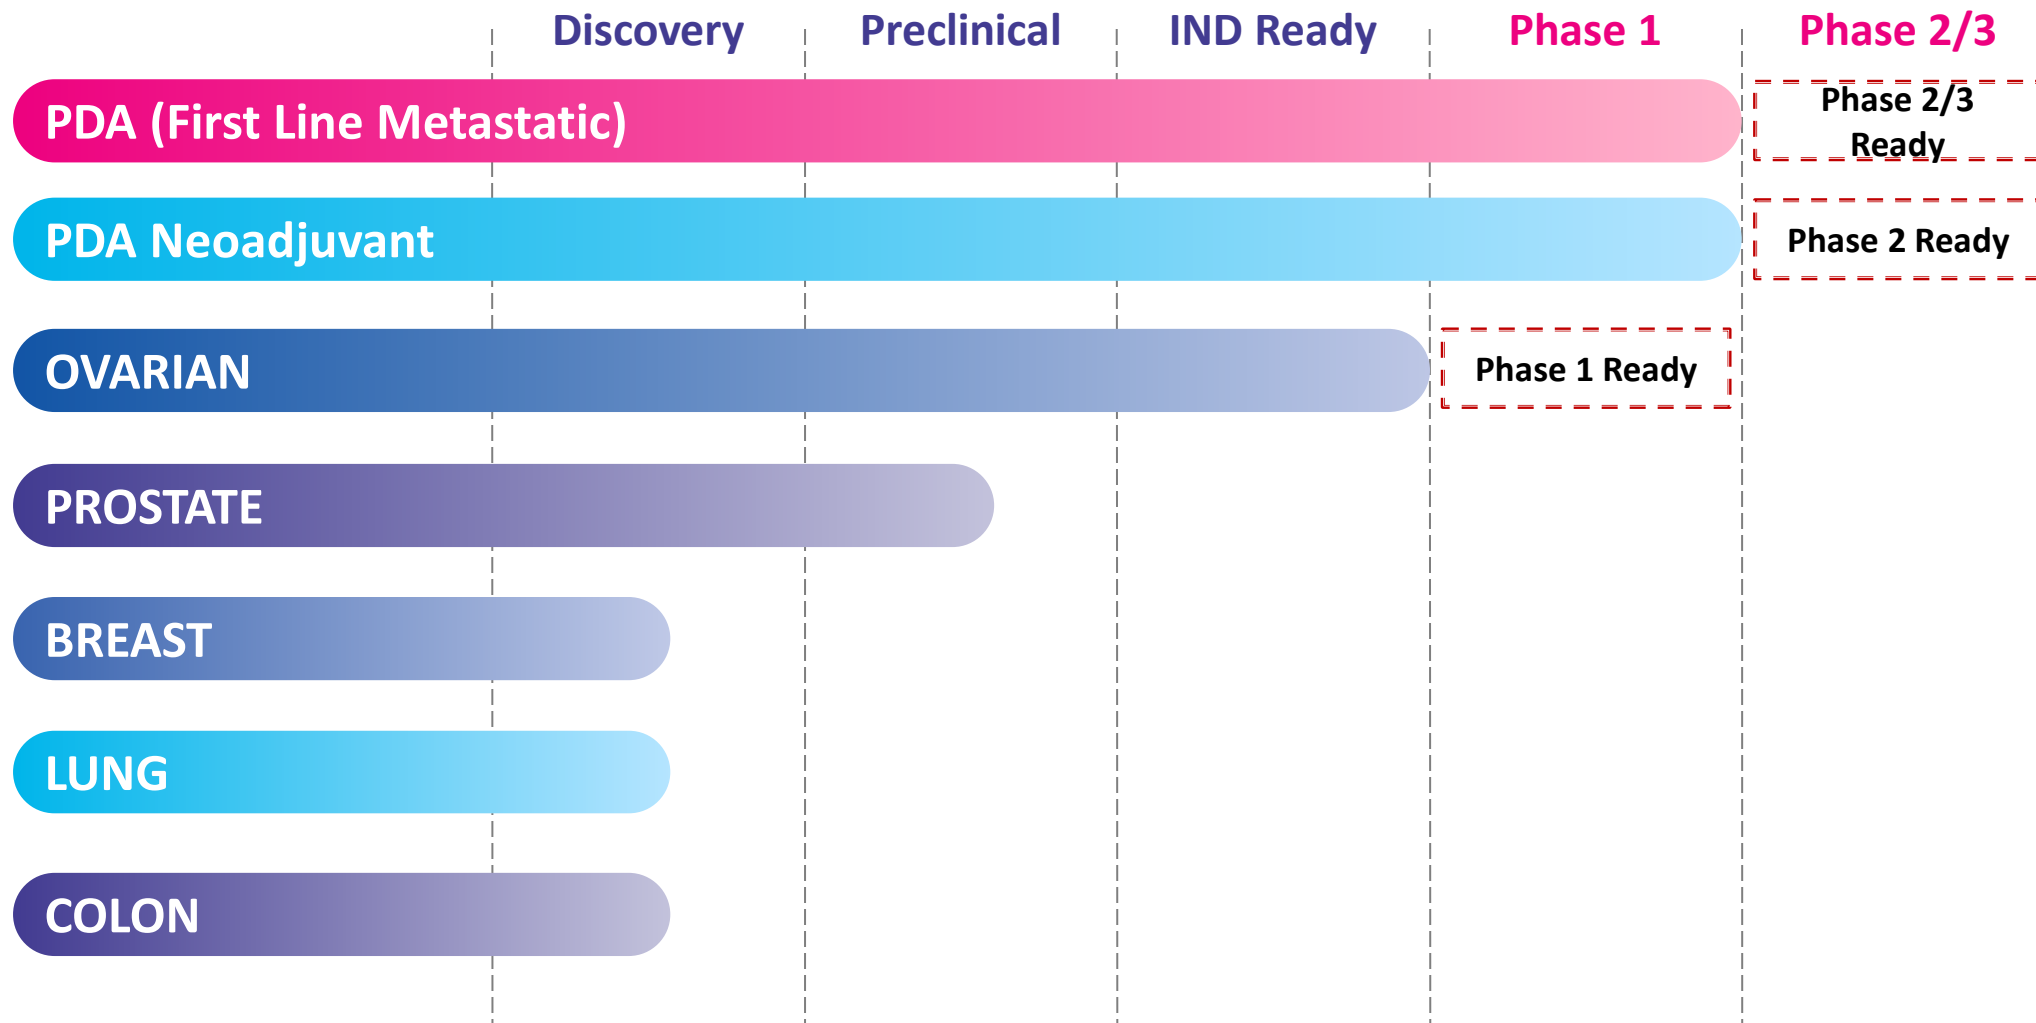 Discovery
Preclinical
IND Ready
Phase 1
Phase 2/3
PDA (First Line Metastatic)
Phase 2/3
Ready
PDA Neoadjuvant
Phase 2 Ready
OVARIAN
Phase 1 Ready
PROSTATE
BREAST
LUNG
COLON